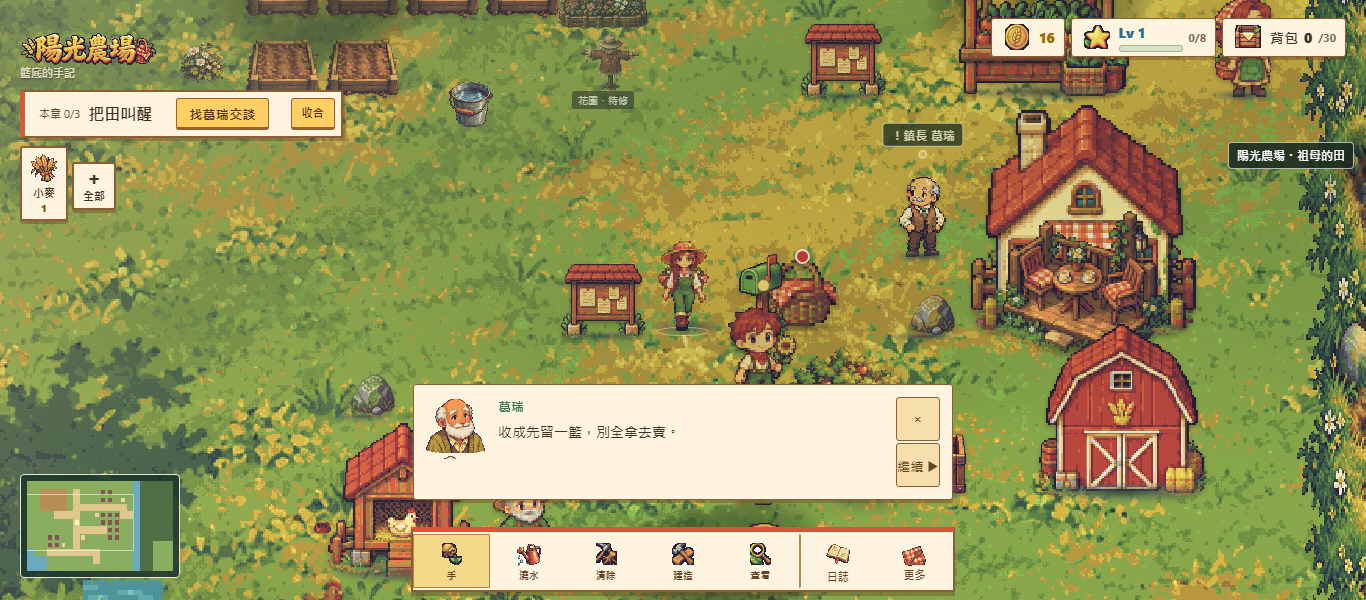 陽光農場
籃底的手記
本章 0/3 把田叫醒 找葛瑞交談 收合
小麥
1
+
全部
花圃·待修
16
Lv 1 0/8
背包 0 /30
！鎮長 葛瑞
陽光農場·祖母的田
葛瑞
收成先留一籃，別全拿去賣。
×
繼續 ▶
手 澆水 清除 建造 查看 日誌 更多